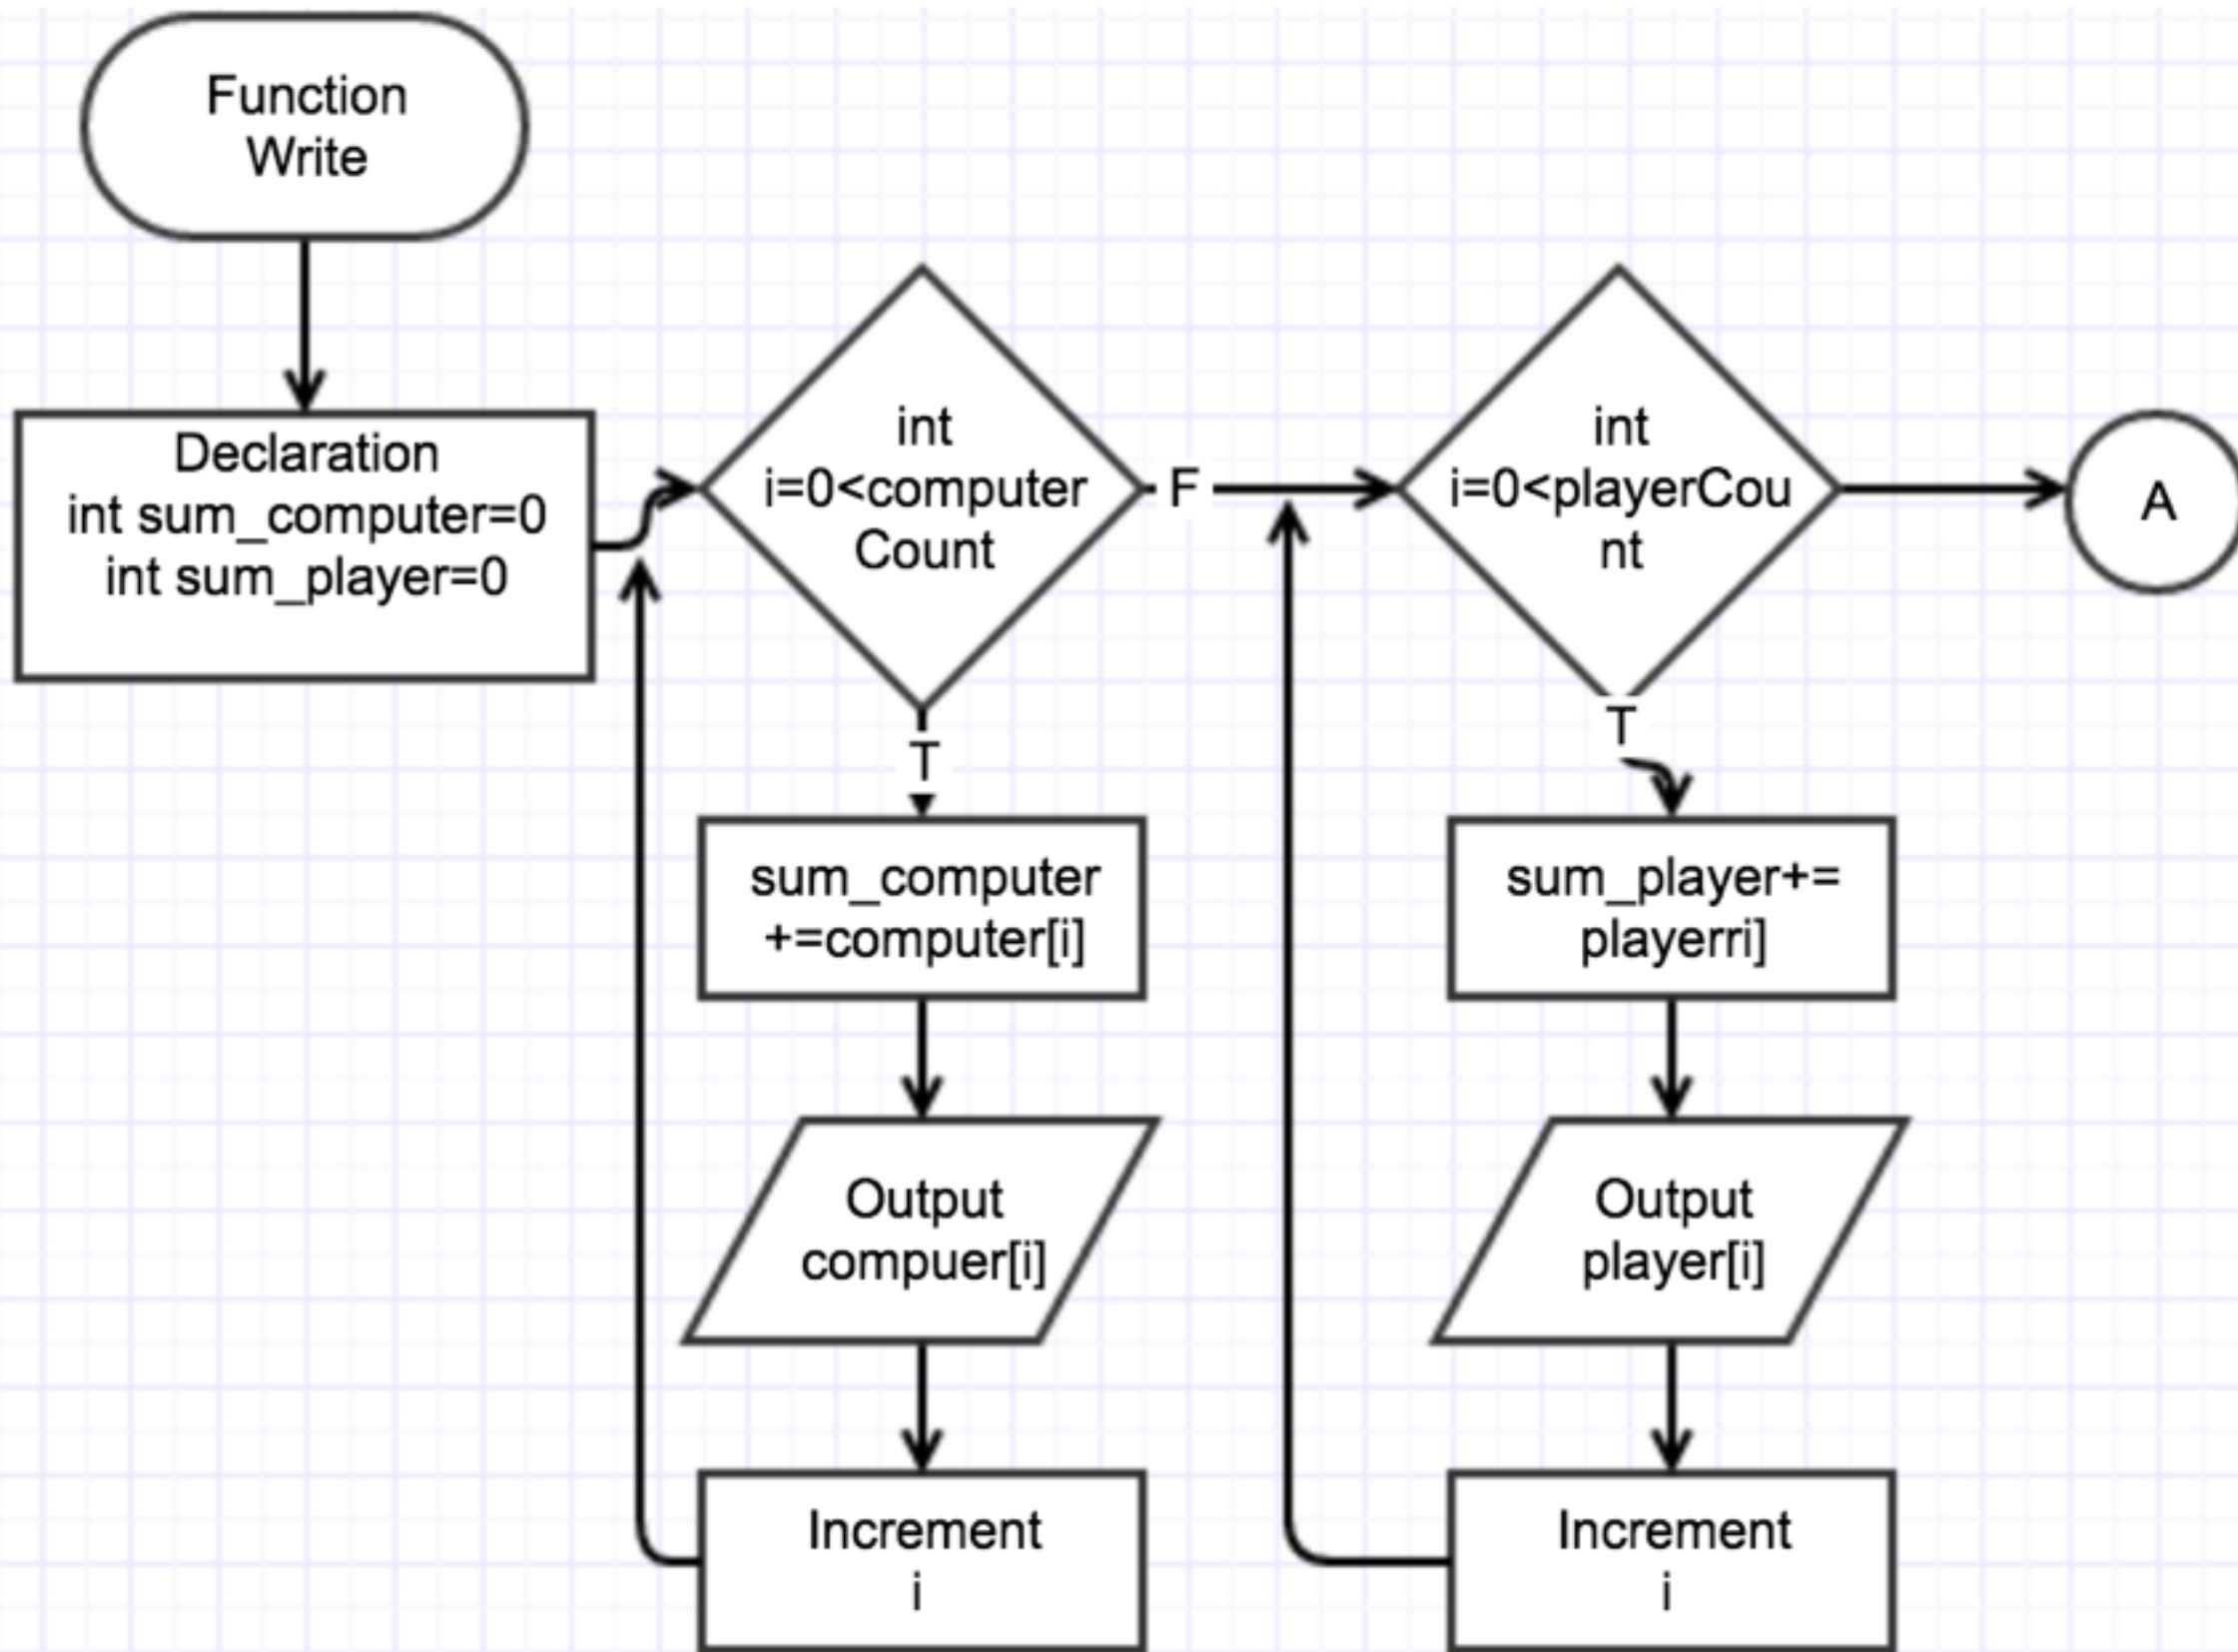 Function
Write
Declaration
int sum_computer=0
int sum_player=0
int
i=0<computer
Count
F
T
sum_computer
+=computer[i]
Output
compuer[i]
Increment
i
int
i=0<playerCou
nt
T
sum_player+=
playerri]
Output
player[i]
Increment
i
A